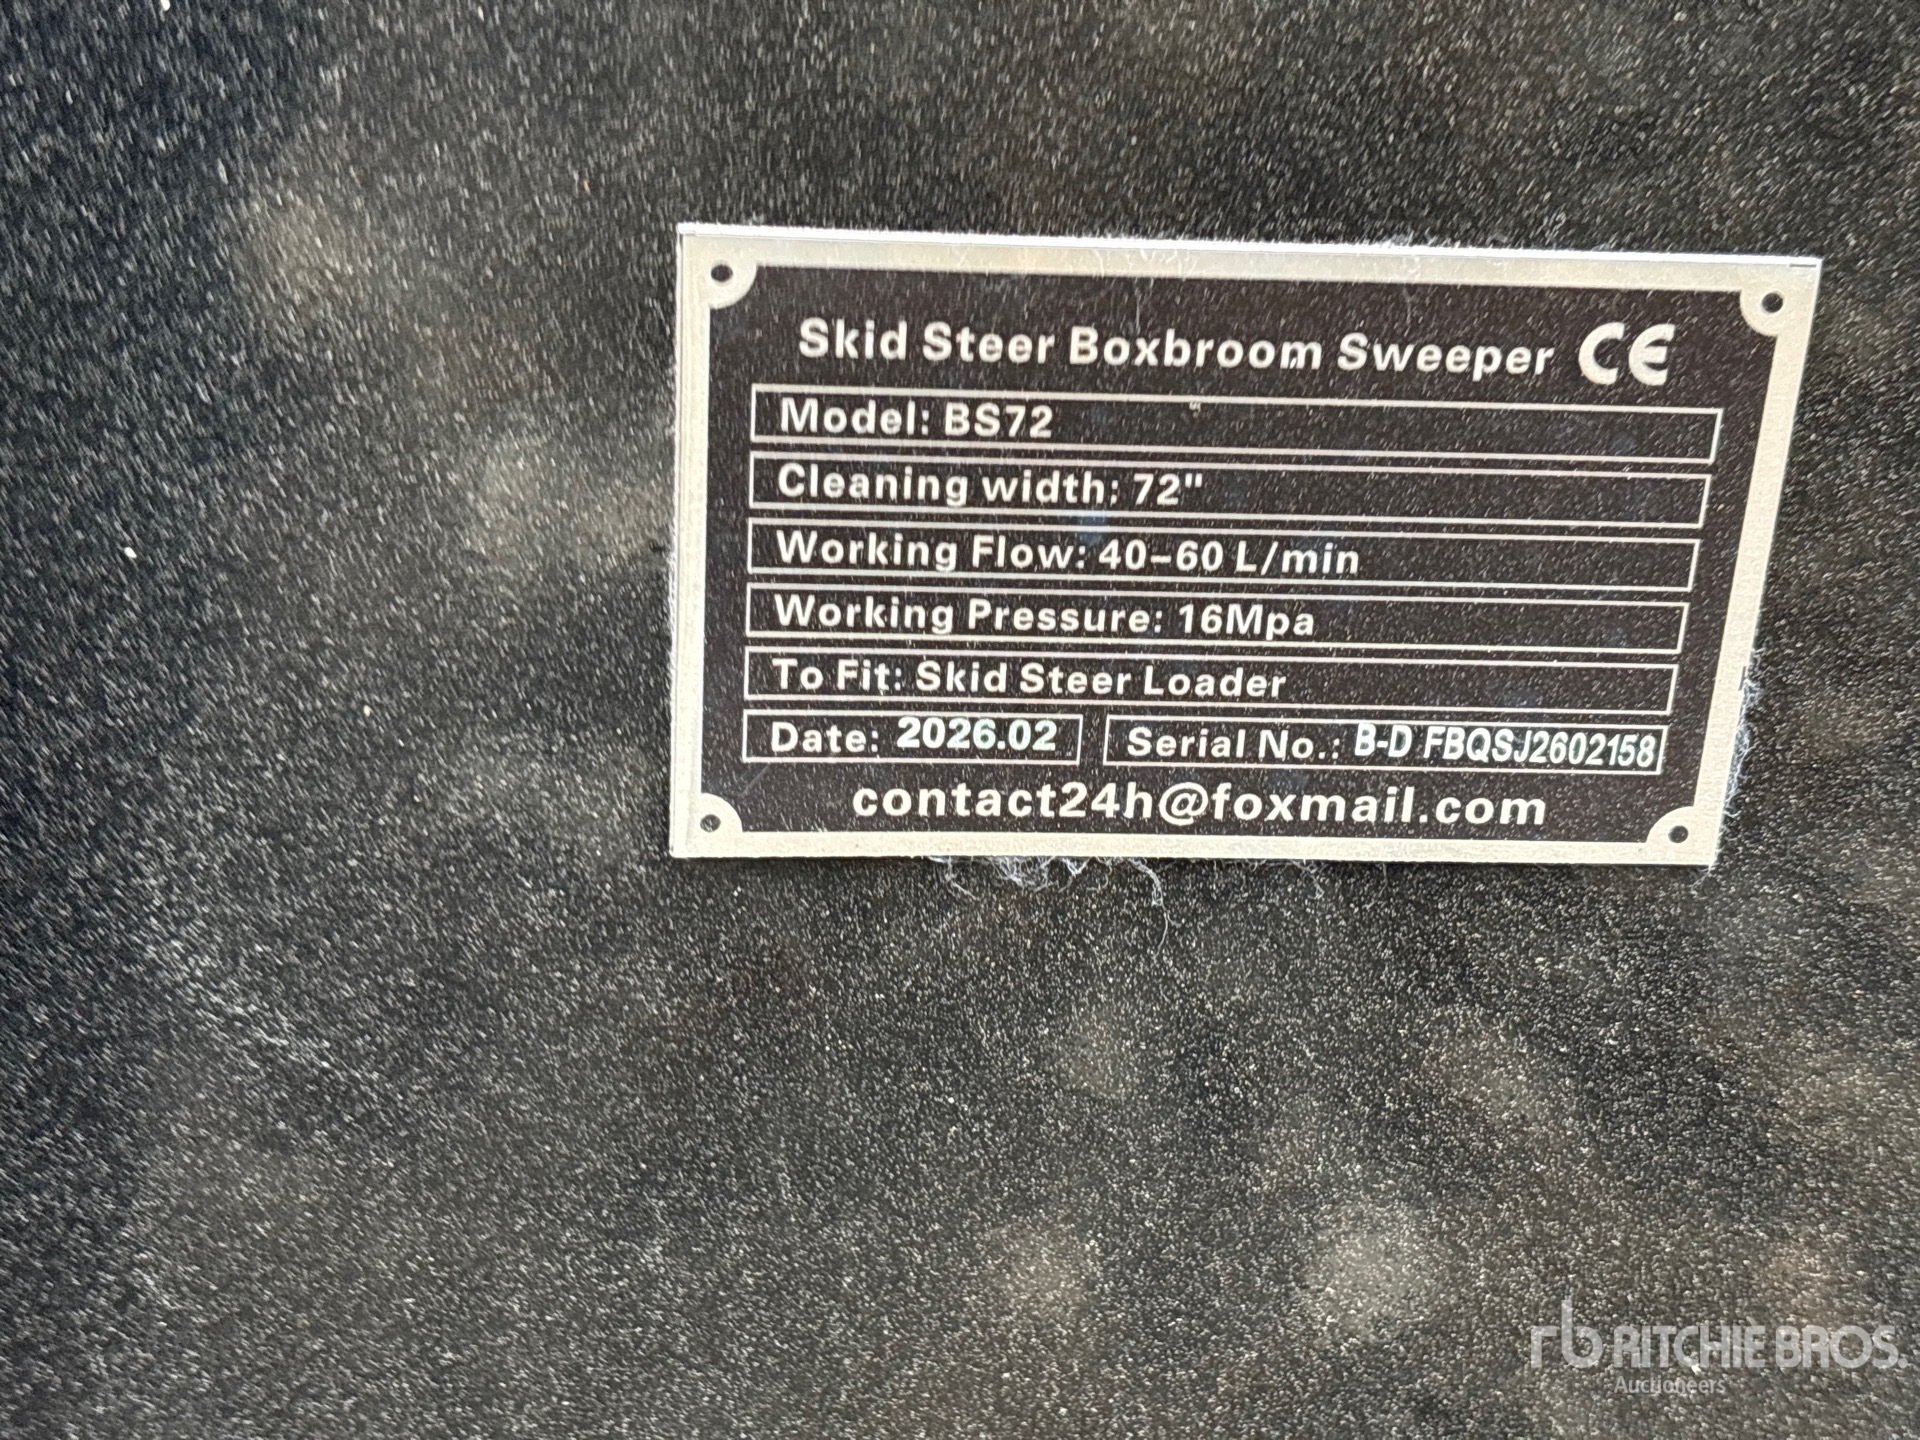 Skid Steer Boxbroom Sweeper CE
Model: BS72
Cleaning width: 72"
Working Flow: 40-60 L/min
Working Pressure: 16Mpa
To Fit: Skid Steer Loader
Date: 2026.02 Serial No.: B-D FBQSJ2602158
contact24h@foxmail.com
rb RITCHIE BROS.
Auctioneers